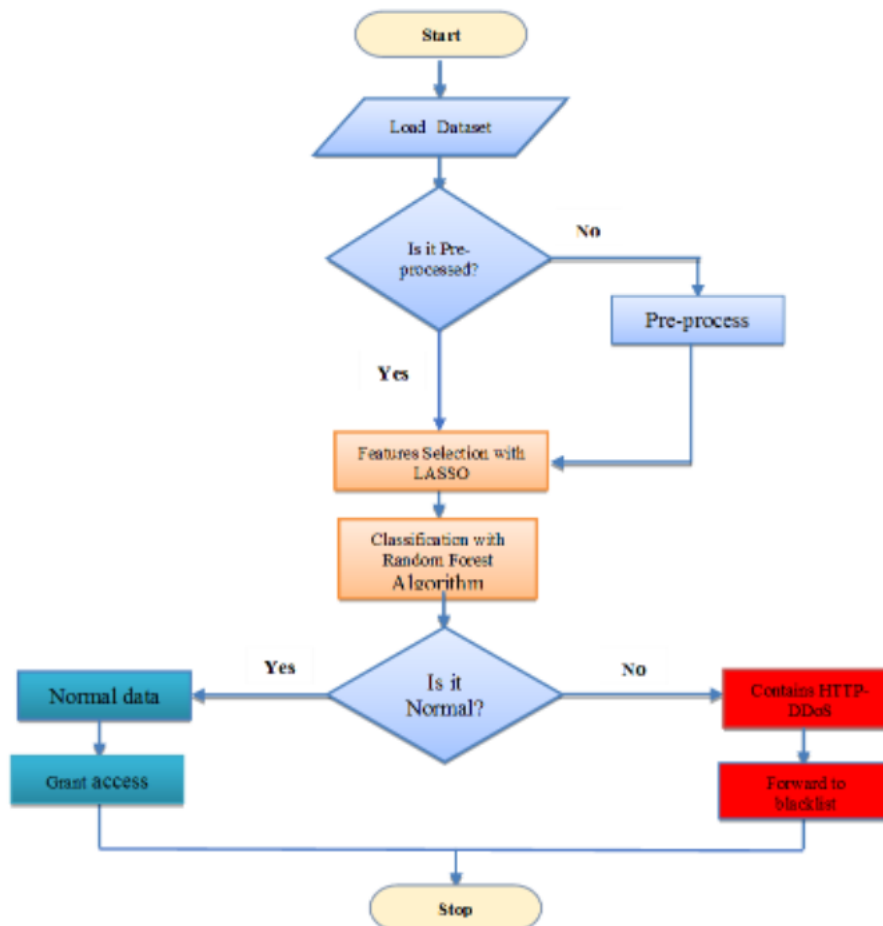 Start
Load Dataset
Is it Pre-
processed?
No
Pre-process
Yes
Features Selection with
LASSO
Classification with
Random Forest
Algorithm
Is it
Normal?
Yes
No
Normal data
Grant access
Contains HTTP-
DDoS
Forward to
blacklist
Stop